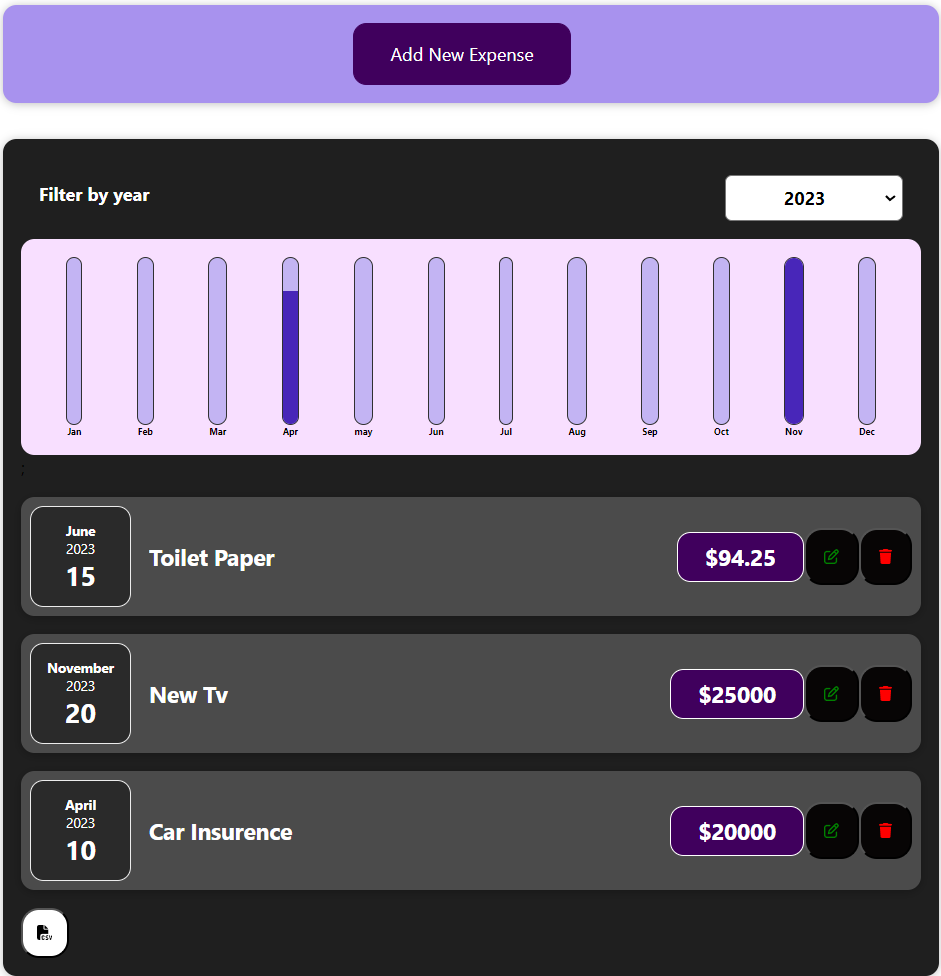 Add New Expense
Filter by year
2023
Jan Feb Mar Apr may Jun Jul Aug Sep Oct Nov Dec
;
June
2023
15
Toilet Paper
$94.25
November
2023
20
New Tv
$25000
April
2023
10
Car Insurence
$20000
CSV